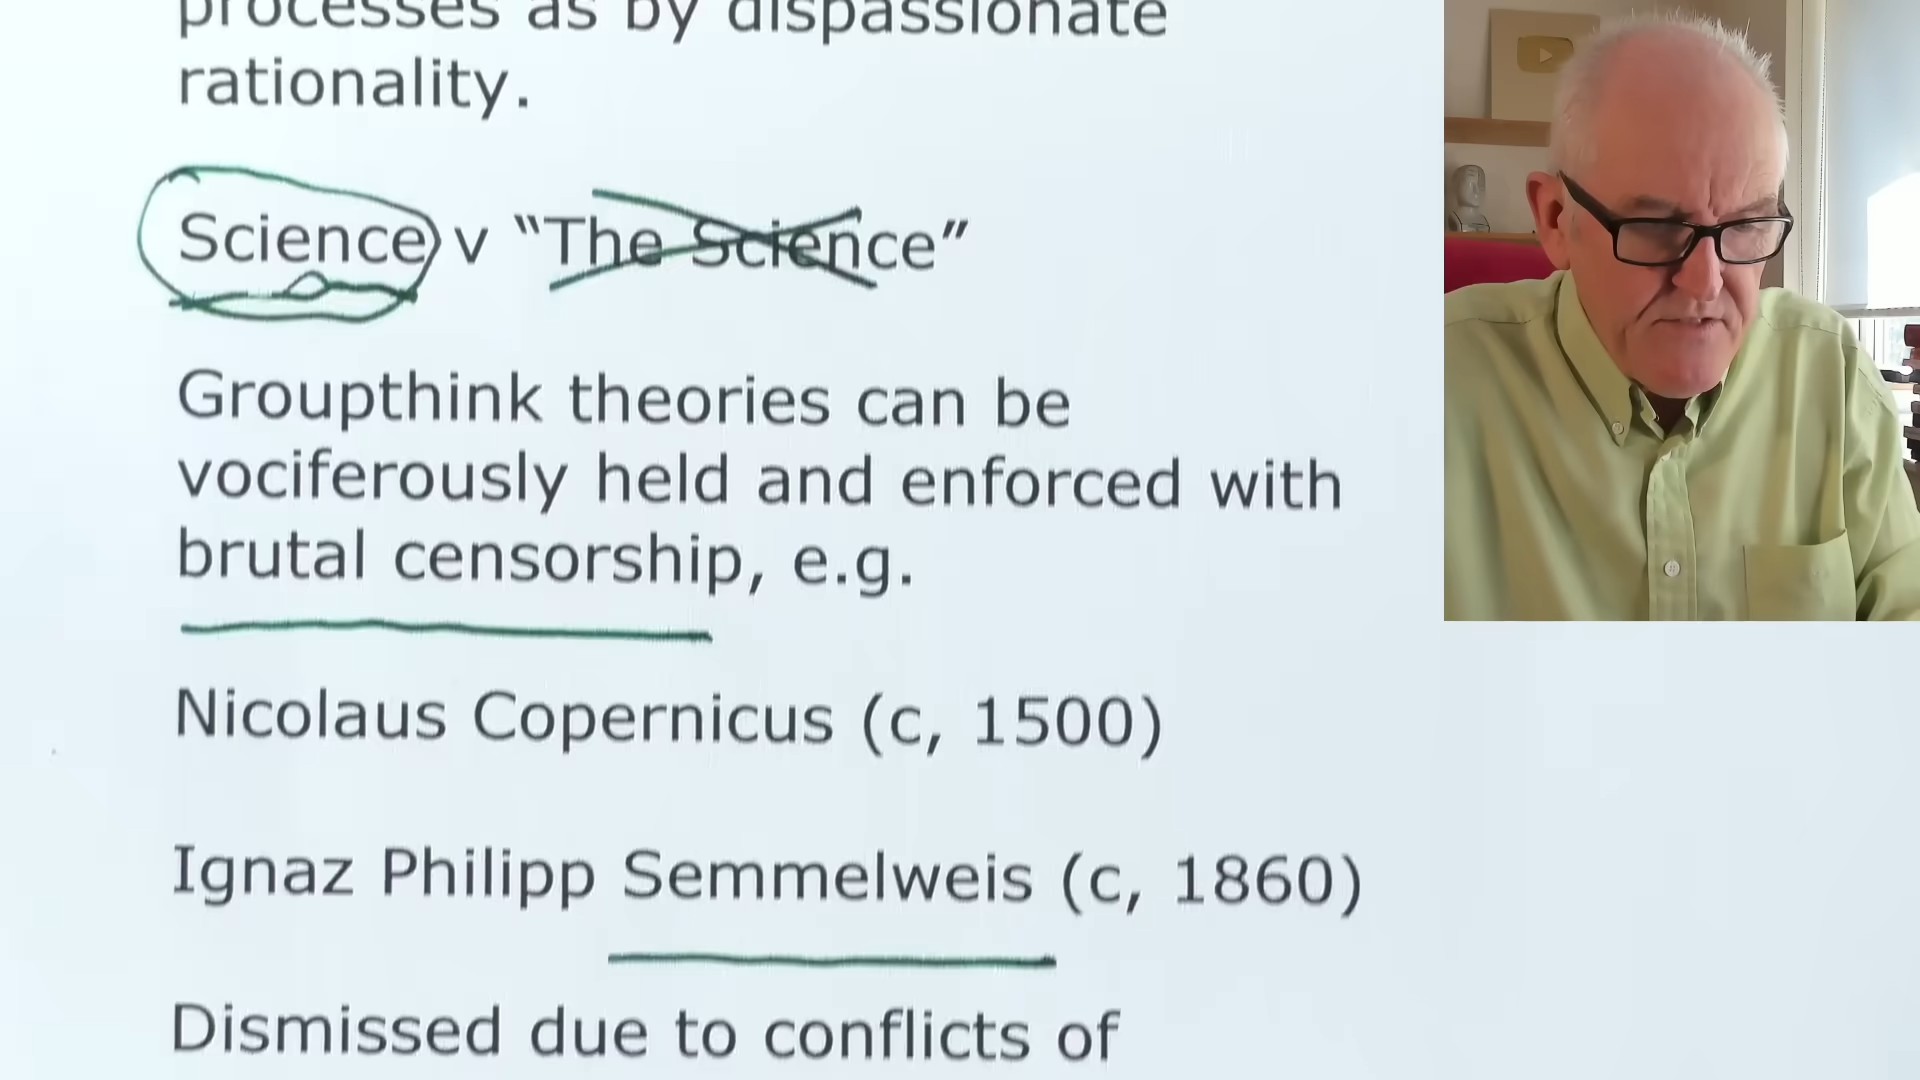 processes as by dispassionate
rationality.
Science v “The Science”
Groupthink theories can be
vociferously held and enforced with
brutal censorship, e.g.
Nicolaus Copernicus (c, 1500)
Ignaz Philipp Semmelweis (c, 1860)
Dismissed due to conflicts of